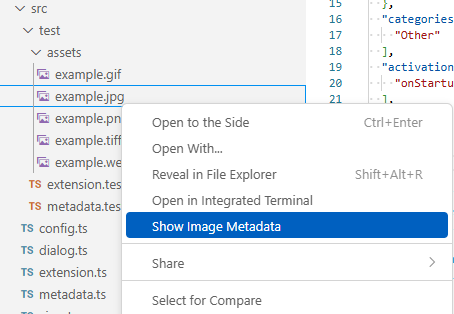 src
test
assets
example.gif
example.jpg
example.pn
example.tiff
example.we
TS extension.tes
TS metadata.tes
TS config.ts
TS dialog.ts
TS extension.ts
TS metadata.ts
Open to the Side Ctrl+Enter
Open With...
Reveal in File Explorer Shift+Alt+R
Open in Integrated Terminal
Show Image Metadata
Share
Select for Compare
15 },
16 "categories
17 "Other"
18 ],
19 "activation
20 "onStartu
21 ],